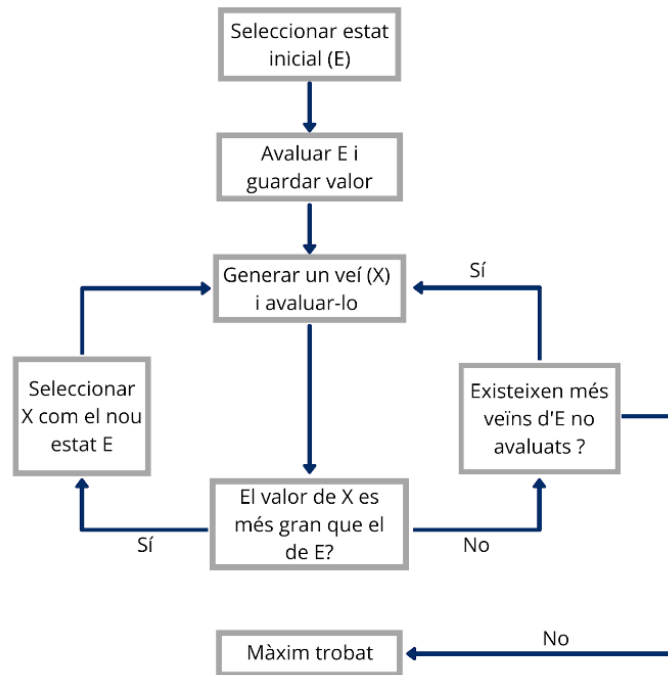 Seleccionar estat
inicial (E)
Avaluar E i
guardar valor
Generar un veí (X)
i avaluar-lo
Sí
Seleccionar
X com el nou
estat E
Existeixen més
veïns d'E no
avaluats ?
El valor de X es
més gran que el
de E?
Sí
No
Màxim trobat
No